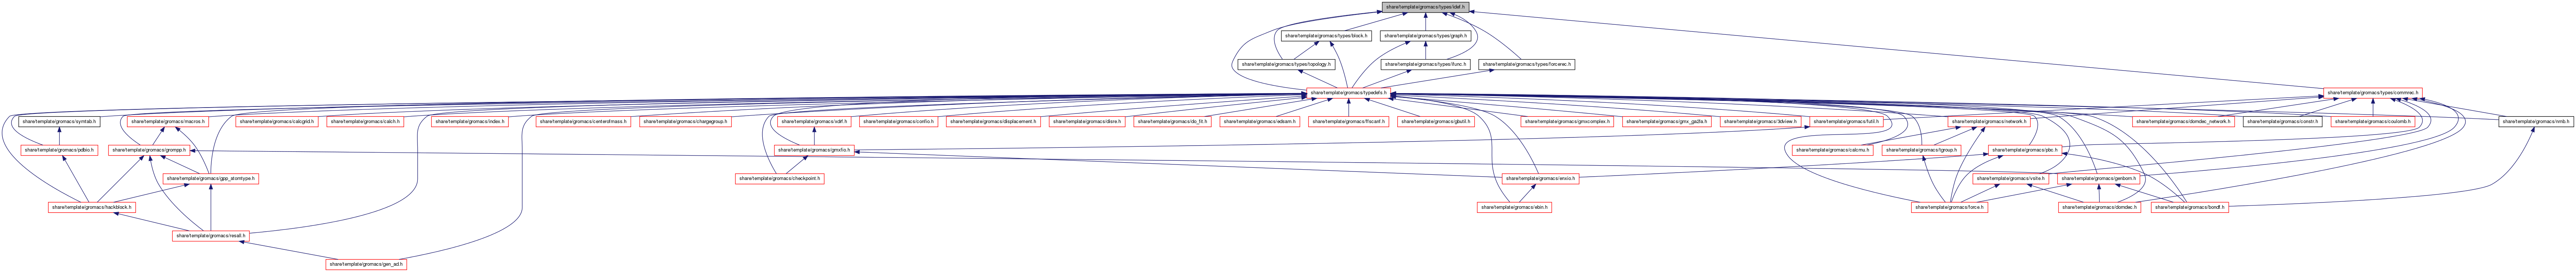 share/template/gromacs/types/idef.h
share/template/gromacs/types/block.h
share/template/gromacs/types/graph.h
share/template/gromacs/types/topology.h
share/template/gromacs/types/ifunc.h
share/template/gromacs/types/forcerec.h
share/template/gromacs/typedefs.h
share/template/gromacs/types/commrec.h
share/template/gromacs/symtab.h
share/template/gromacs/macros.h
share/template/gromacs/calcgrid.h
share/template/gromacs/calch.h
share/template/gromacs/index.h
share/template/gromacs/centerofmass.h
share/template/gromacs/chargegroup.h
share/template/gromacs/xdrf.h
share/template/gromacs/confio.h
share/template/gromacs/displacement.h
share/template/gromacs/disre.h
share/template/gromacs/do_fit.h
share/template/gromacs/edsam.h
share/template/gromacs/fflibconf.h
share/template/gromacs/gbutil.h
share/template/gromacs/gmxcomplex.h
share/template/gromacs/gmx_ga2la.h
share/template/gromacs/3dview.h
share/template/gromacs/futil.h
share/template/gromacs/network.h
share/template/gromacs/domdec_network.h
share/template/gromacs/constr.h
share/template/gromacs/coulomb.h
share/template/gromacs/nrnb.h
share/template/gromacs/pdbio.h
share/template/gromacs/grompp.h
share/template/gromacs/gmxfio.h
share/template/gromacs/calcmu.h
share/template/gromacs/tgroup.h
share/template/gromacs/pbc.h
share/template/gromacs/gpp_atomtype.h
share/template/gromacs/checkpoint.h
share/template/gromacs/enxio.h
share/template/gromacs/vsite.h
share/template/gromacs/genborn.h
share/template/gromacs/hackblock.h
share/template/gromacs/ebin.h
share/template/gromacs/force.h
share/template/gromacs/domdec.h
share/template/gromacs/bondf.h
share/template/gromacs/resall.h
share/template/gromacs/gen_ad.h